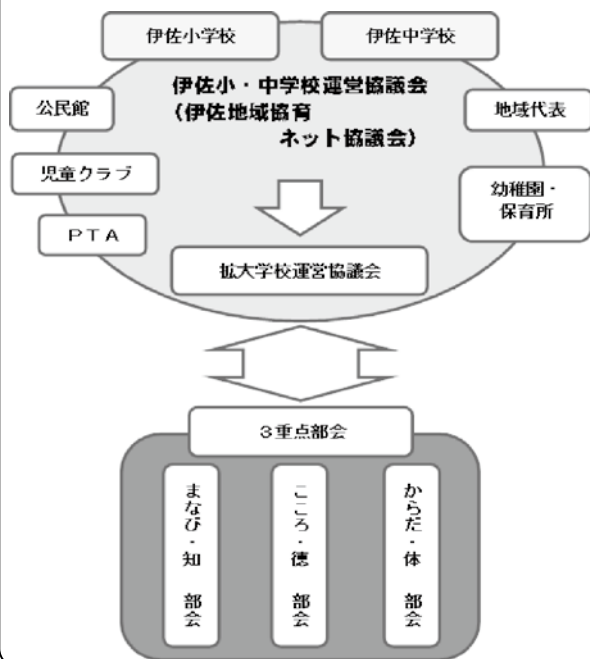 伊佐小学校
伊佐中学校
伊佐小・中学校運営協議会
(伊佐地域協育
ネット協議会)
公民館
地域代表
児童クラブ
幼稚園・
保育所
PTA
拡大学校運営協議会
3重点部会
まなび・知 部会
こころ・徳 部会
からだ・体 部会